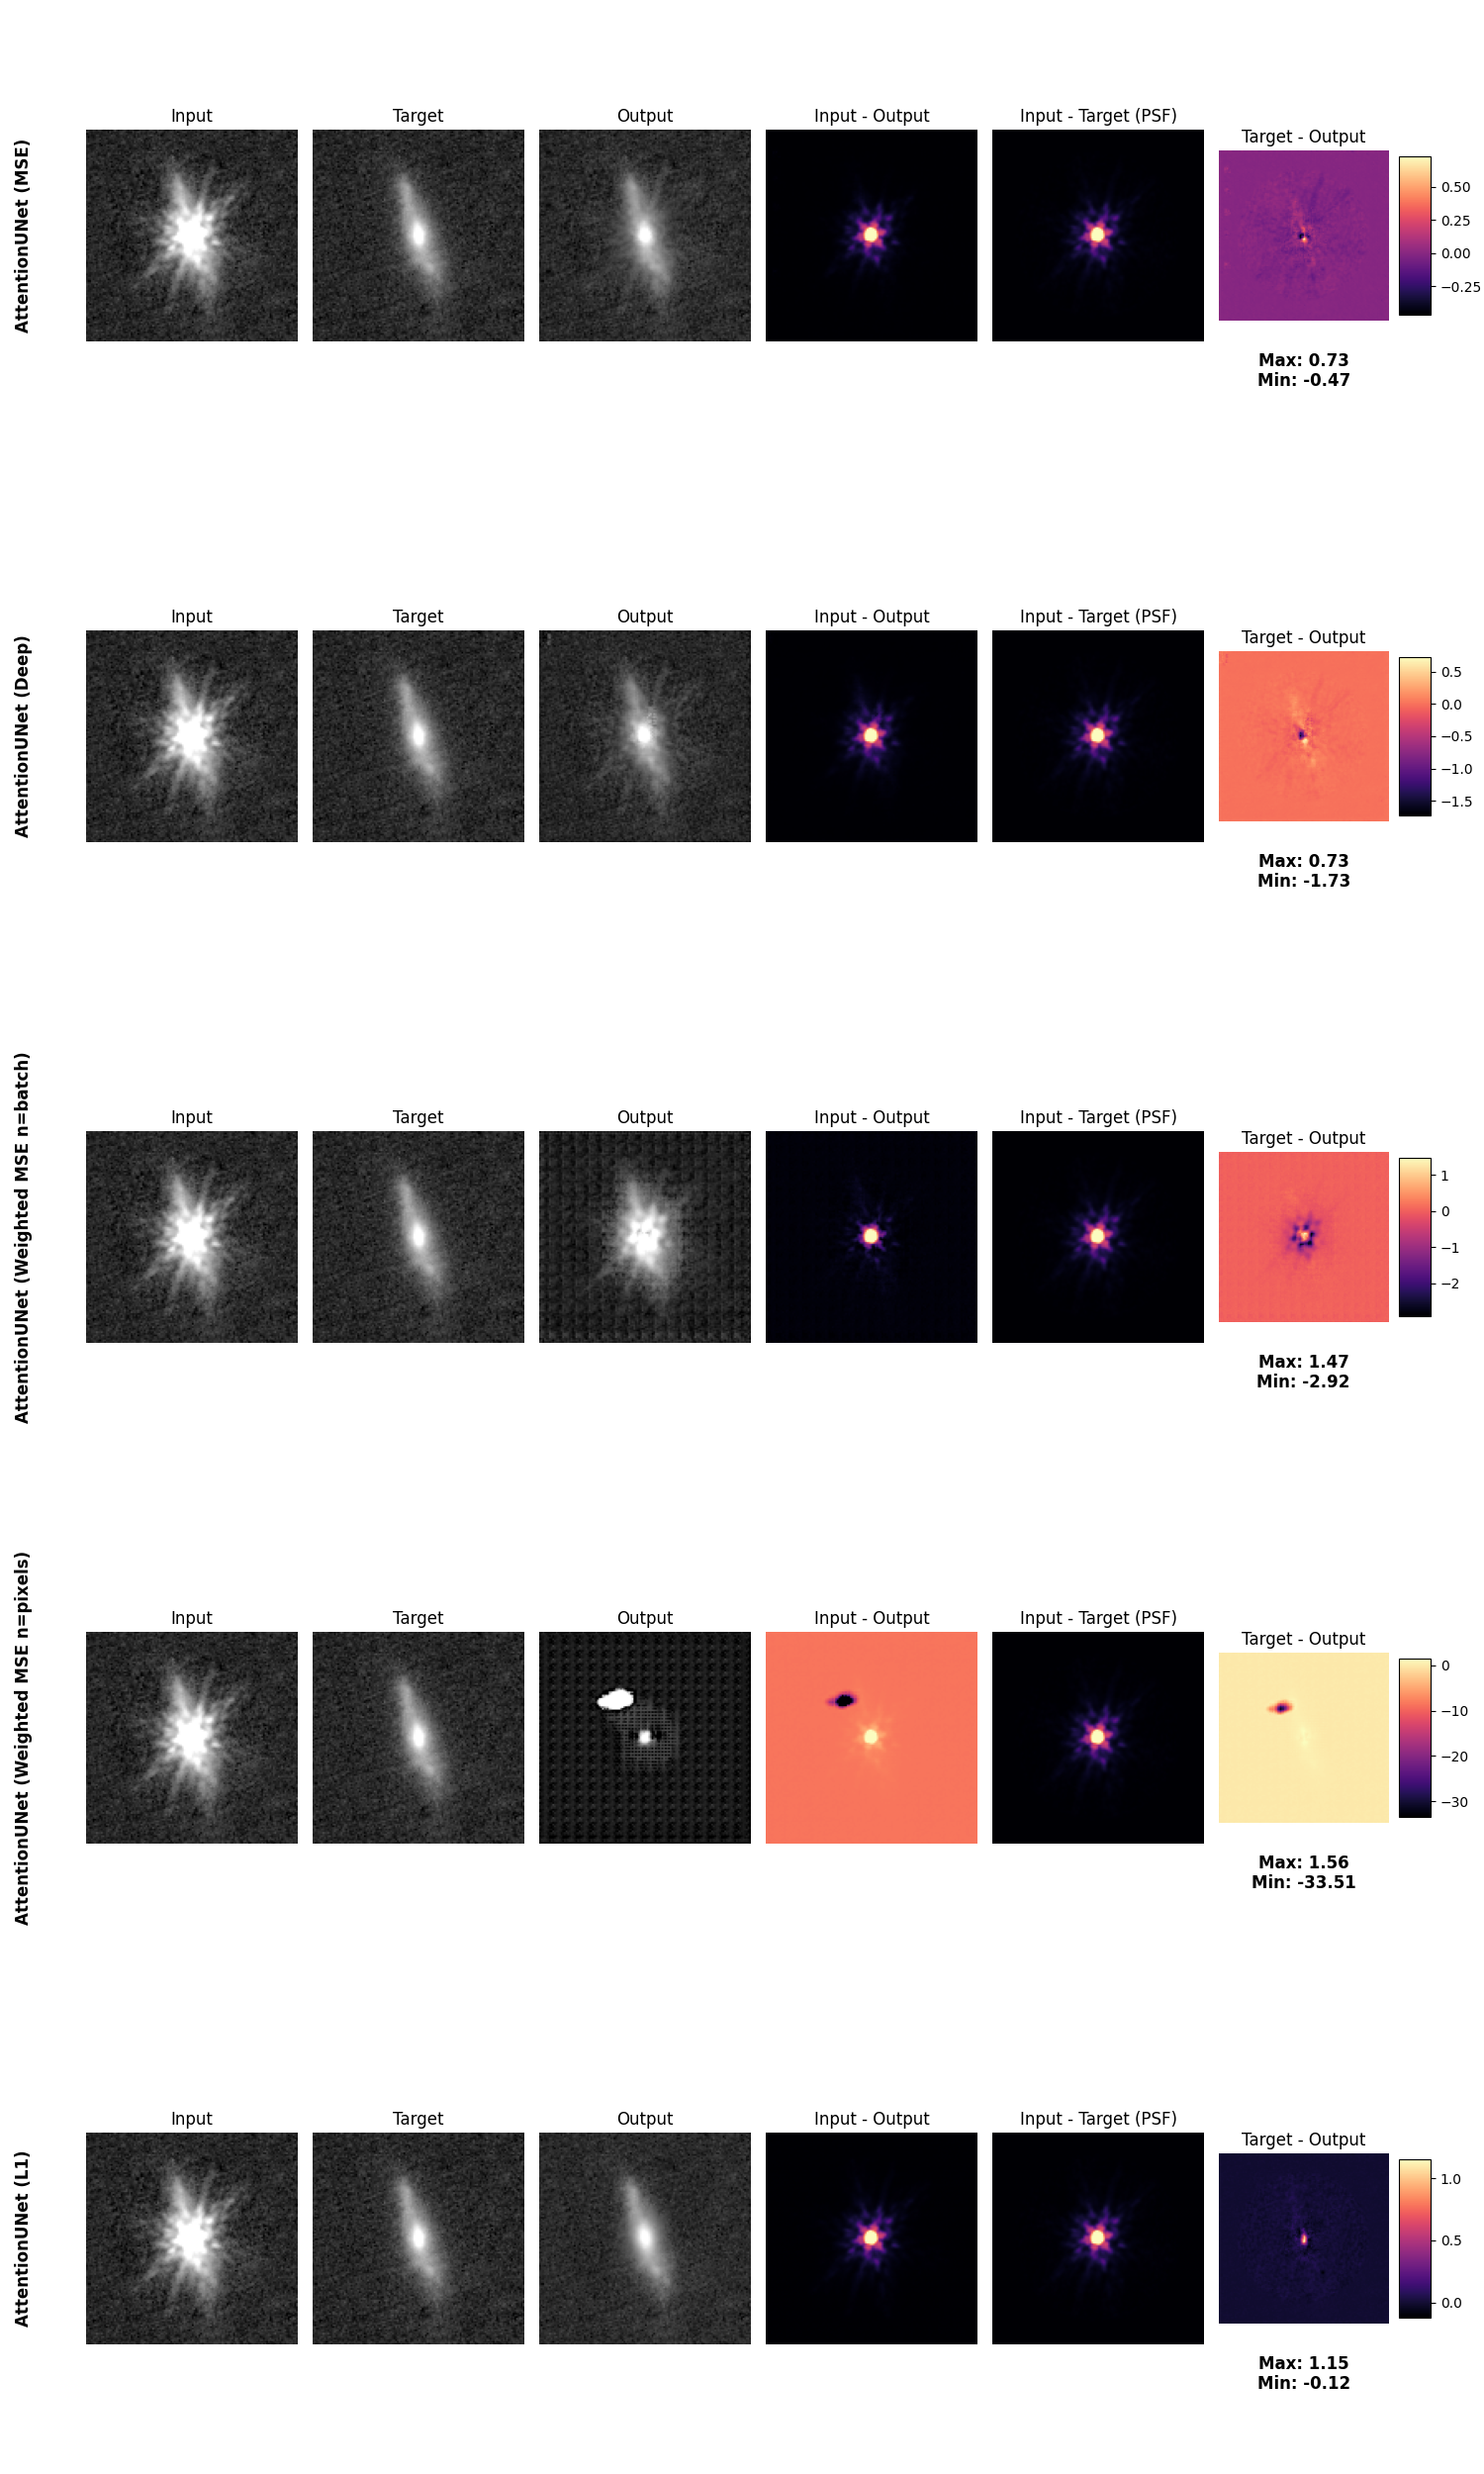 AttentionUNet (MSE)
Input
Target
Output
Input - Output
Input - Target (PSF)
Target - Output
0.50
0.25
0.00
−0.25
Max: 0.73
Min: -0.47
AttentionUNet (Deep)
Input
Target
Output
Input - Output
Input - Target (PSF)
Target - Output
0.5
0.0
−0.5
−1.0
−1.5
Max: 0.73
Min: -1.73
AttentionUNet (Weighted MSE n=batch)
Input
Target
Output
Input - Output
Input - Target (PSF)
Target - Output
1
0
−1
−2
Max: 1.47
Min: -2.92
AttentionUNet (Weighted MSE n=pixels)
Input
Target
Output
Input - Output
Input - Target (PSF)
Target - Output
0
−10
−20
−30
Max: 1.56
Min: -33.51
AttentionUNet (L1)
Input
Target
Output
Input - Output
Input - Target (PSF)
Target - Output
1.0
0.5
0.0
Max: 1.15
Min: -0.12